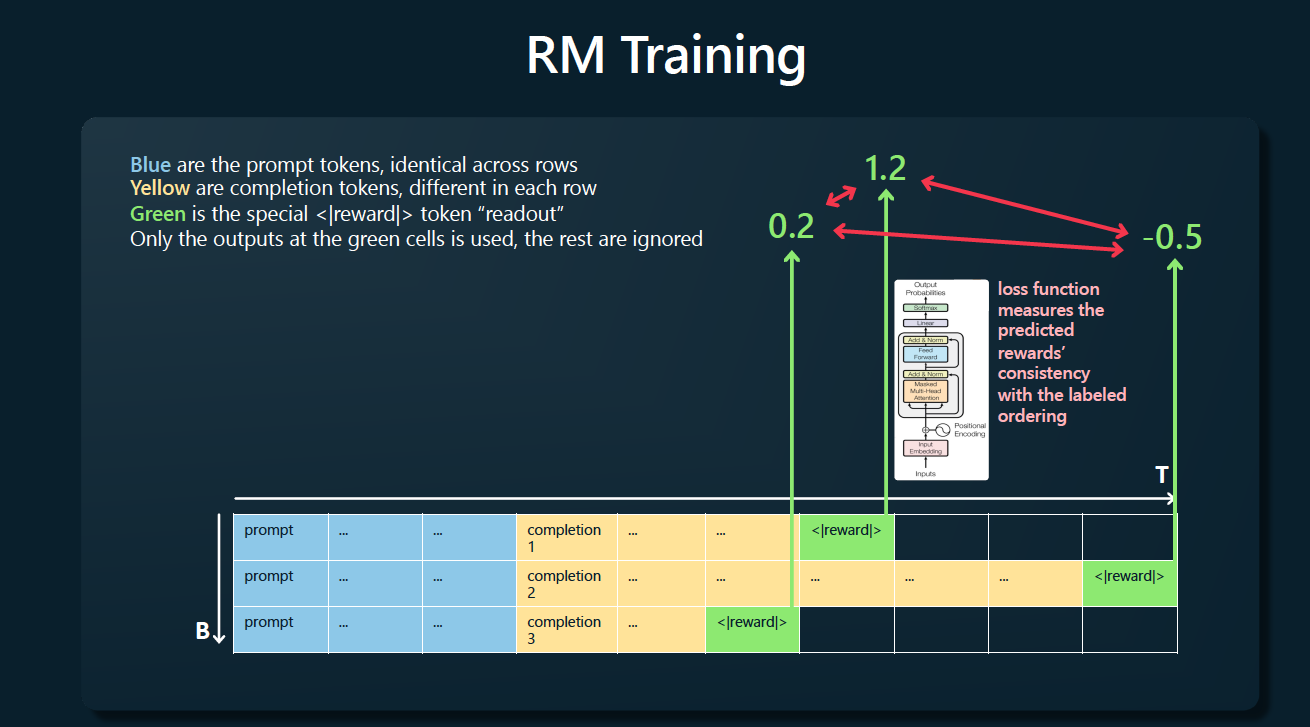 RM Training
Blue are the prompt tokens, identical across rows
Yellow are completion tokens, different in each row
Green is the special <|reward|> token “readout”
Only the outputs at the green cells is used, the rest are ignored
1.2
0.2
-0.5
Output
Probabilities
Softmax
Linear
Add & Norm
Feed
Forward
Add & Norm
Masked
Multi-Head
Attention
Positional
Encoding
Input
Embedding
Inputs
loss function
measures the
predicted
rewards’
consistency
with the labeled
ordering
T
B
prompt ... ... completion ... ... <|reward|>
1
prompt ... ... completion ... ... ... ... ... <|reward|>
2
prompt ... ... completion ... <|reward|>
3